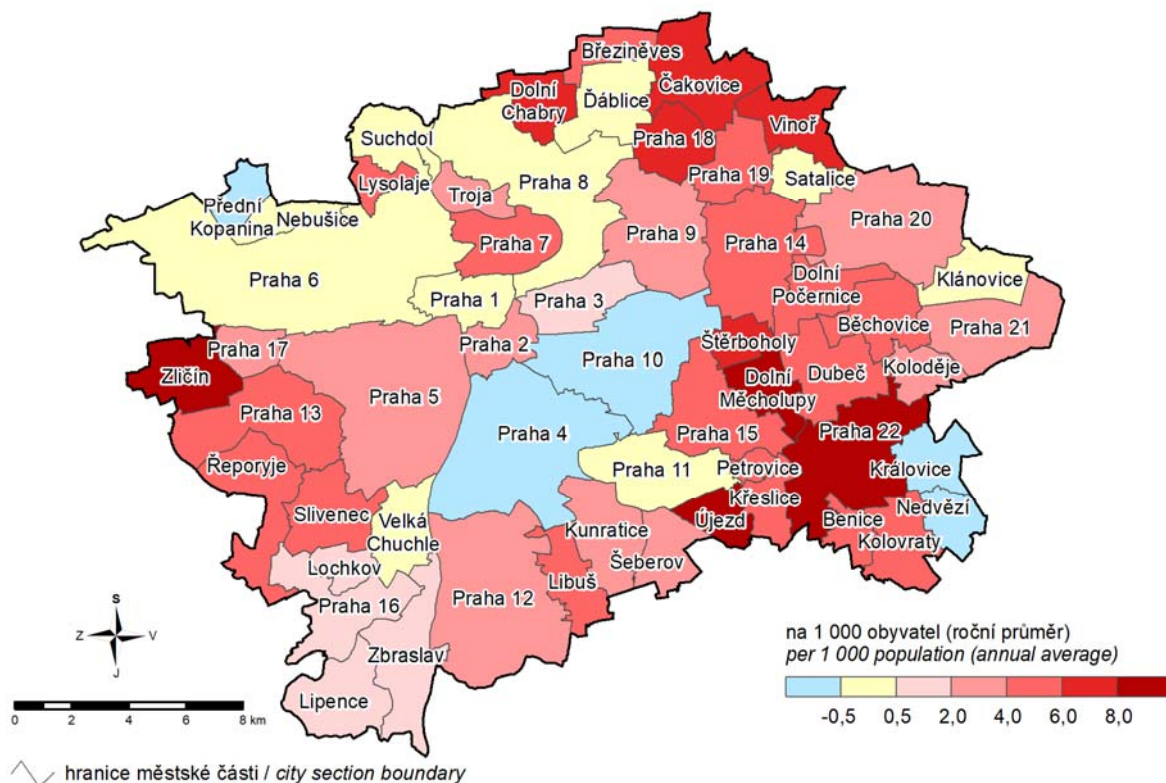 Březiněves
Čakovice
Dolní
Chabry
Ďáblice
Vinoř
Suchdol
Praha 18
Lysolaje
Praha 8
Praha 19
Satalice
Troja
Přední
Kopanina
Nebušice
Praha 20
Praha 7
Praha 9
Praha 14
Praha 6
Dolní
Počernice
Klánovice
Praha 1
Praha 3
Běchovice
Praha 21
Praha 17
Praha 2
Štěrboholy
Praha 10
Koloděje
Zličín
Dolní
Měcholupy
Dubeč
Praha 5
Praha 13
Praha 4
Praha 15
Praha 22
Řeporyje
Praha 11
Petrovice
Královice
Křeslice
Nedvězí
Slivenec
Velká
Chuchle
Újezd
Benice
Kunratice
Kolovraty
Lochkov
Šeberov
Libuš
Praha 16
Praha 12
Zbraslav
Lipence
S
Z V
J
0 2 4 6 8 km
na 1 000 obyvatel (roční průměr)
per 1 000 population (annual average)
-0,5 0,5 2,0 4,0 6,0 8,0
hranice městské části / city section boundary